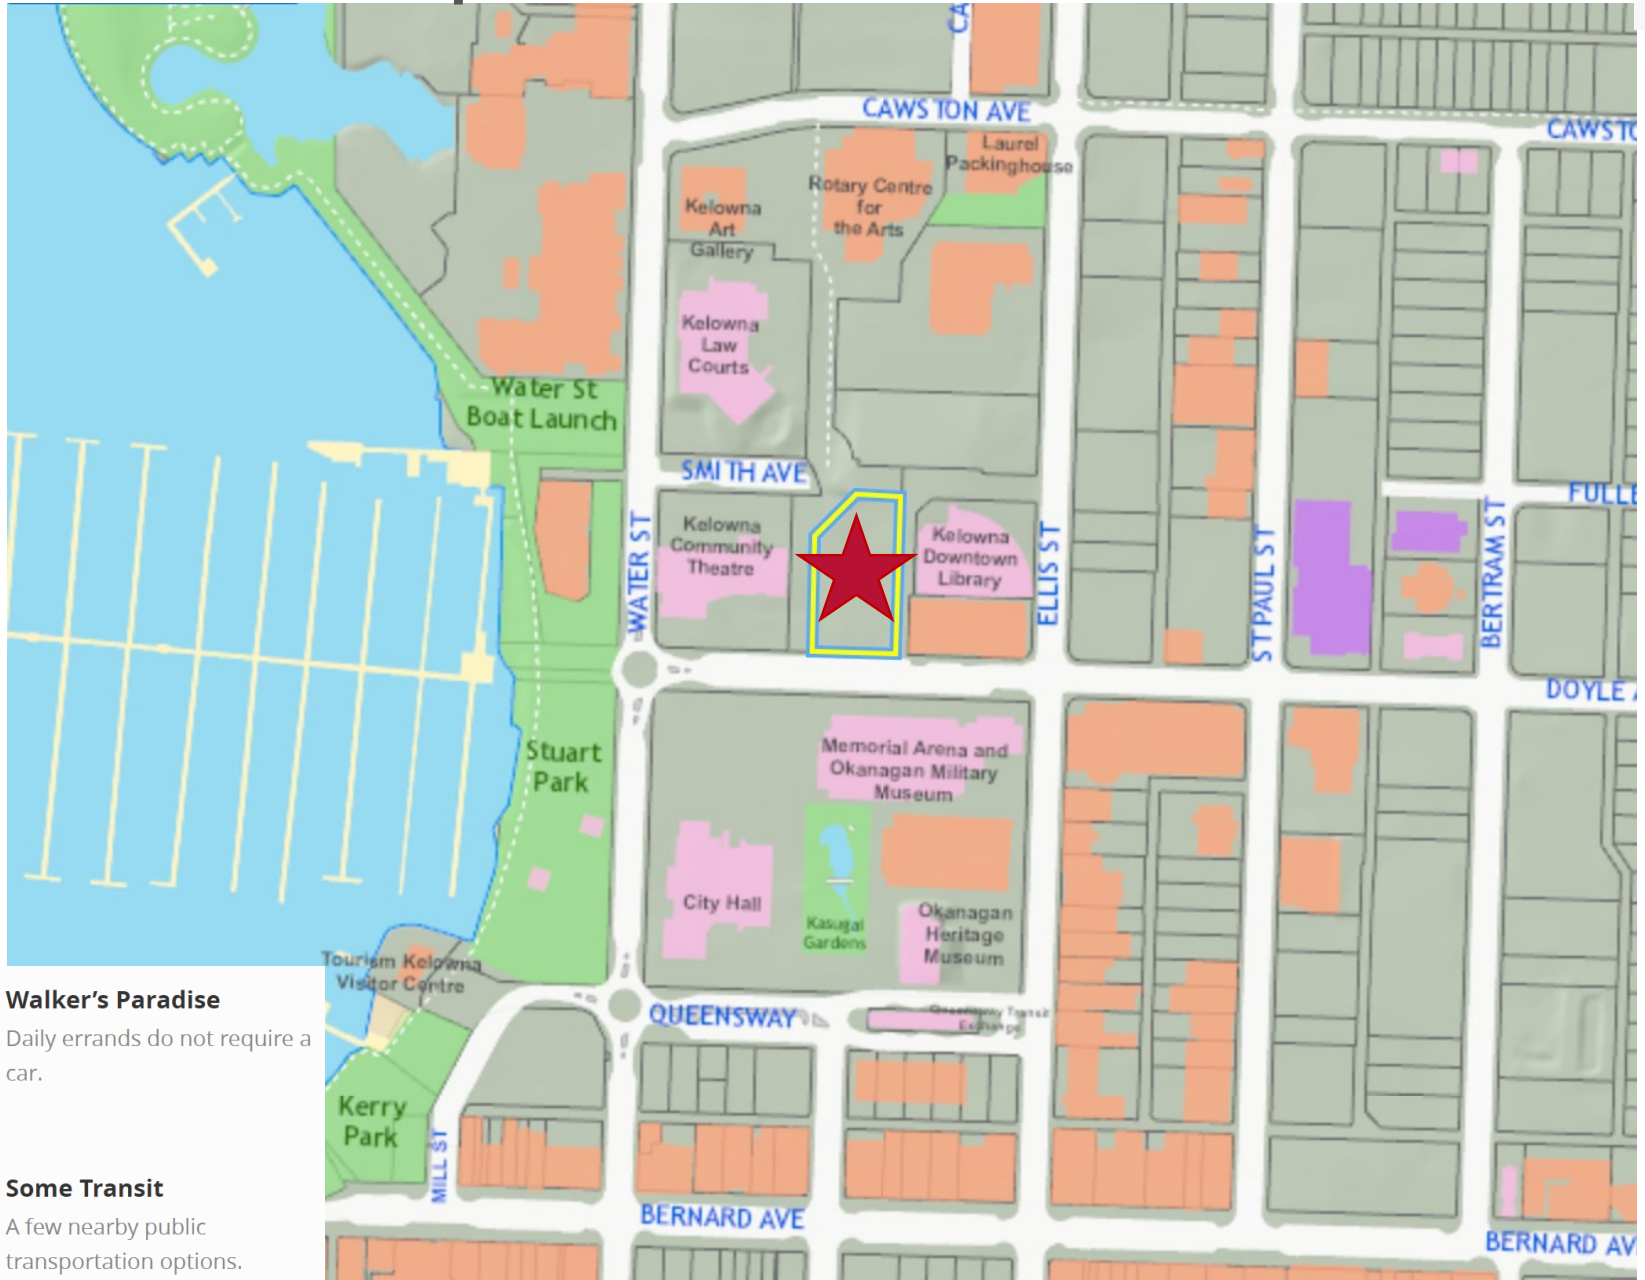 CA
CAWSTON AVE
CAWSTO
Laurel
Packinghouse
Rotary Centre
for
the Arts
Kelowna
Art
Gallery
Kelowna
Law
Courts
Water St
Boat Launch
SMITH AVE
FULLE
Kelowna
Community
Theatre
Kelowna
Downtown
Library
WATER ST
ELLIS ST
ST PAUL ST
BERTRAM ST
DOYLE A
Stuart
Park
Memorial Arena and
Okanagan Military
Museum
City Hall
Kasugai
Gardens
Okanagan
Heritage
Museum
Tourism Kelowna
Visitor Centre
QUEENSWAY
Queensway Transit
Exchange
Walker’s Paradise
Daily errands do not require a
car.
Kerry
Park
MILL ST
Some Transit
A few nearby public
transportation options.
BERNARD AVE
BERNARD AV